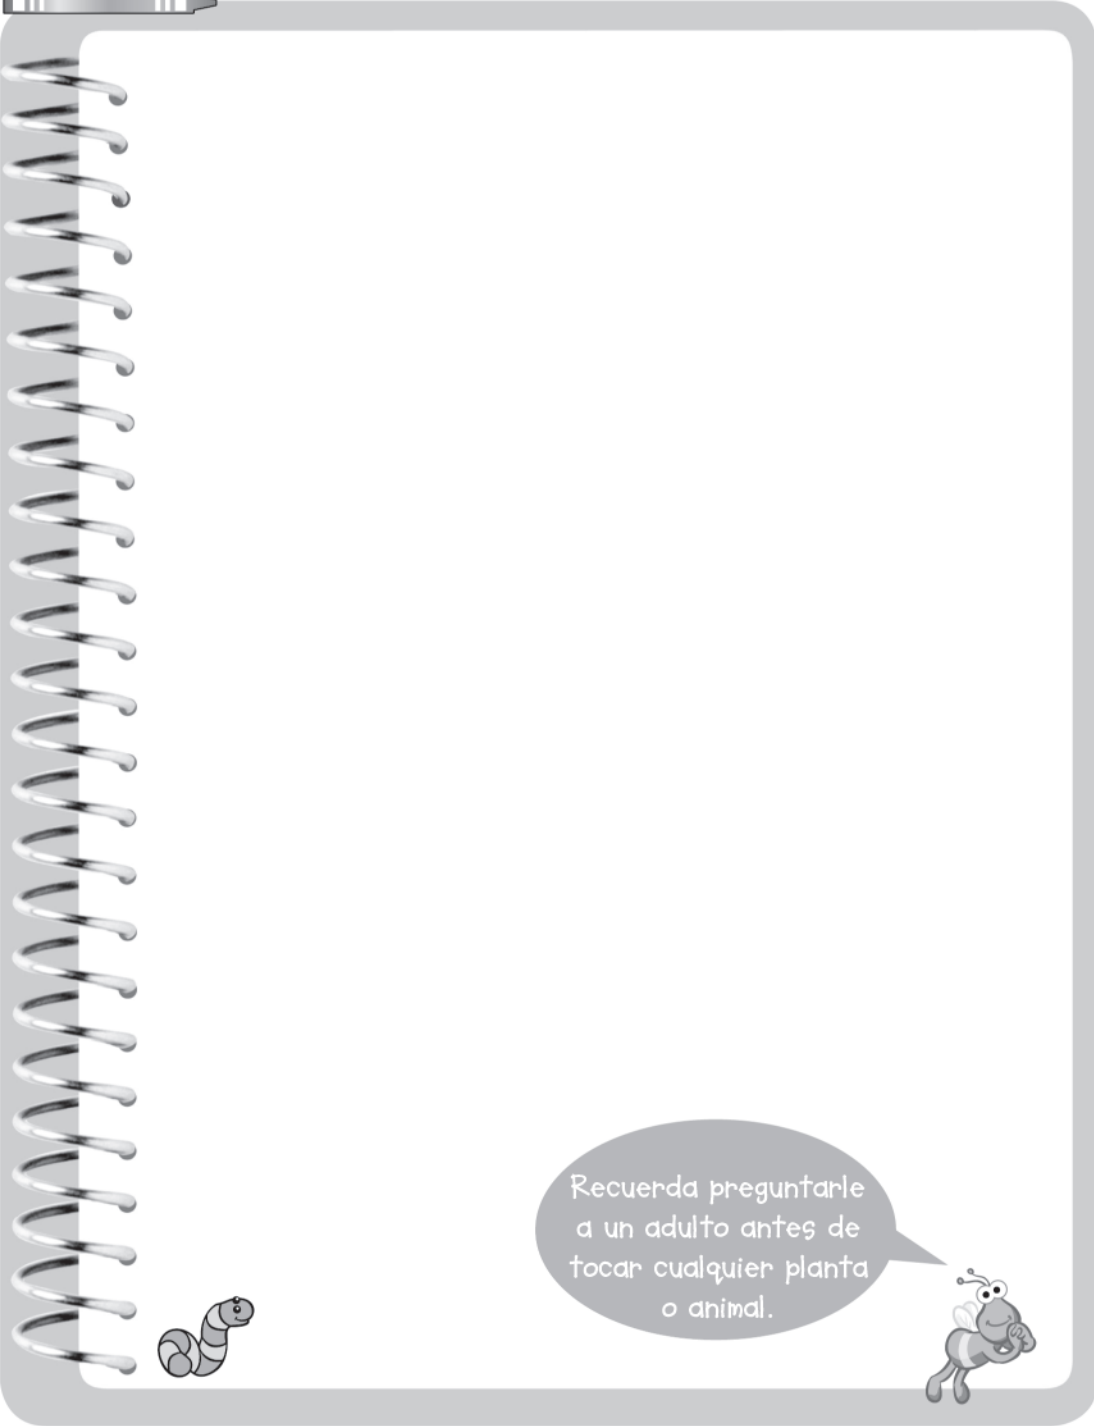 Recuerda preguntarle
a un adulto antes de
tocar cualquier planta
o animal.